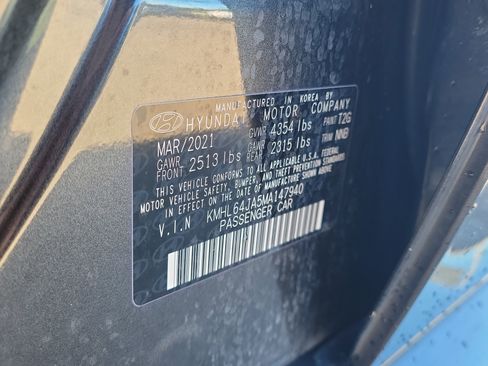 MANUFACTURED IN KOREA BY
HYUNDAI MOTOR COMPANY
MAR/2021 GVWR 4354 lbs PAINT T2G
GAWR FRONT 2513 lbs GAWR REAR 2315 lbs TRIM NNB
THIS VEHICLE CONFORMS TO ALL APPLICABLE U.S.A. FEDERAL
MOTOR VEHICLE SAFETY, BUMPER, AND THEFT PREVENTION STANDARDS
IN EFFECT ON THE DATE OF MANUFACTURE SHOWN ABOVE.
V.I.N KMHL64JA5MA147940
PASSENGER CAR